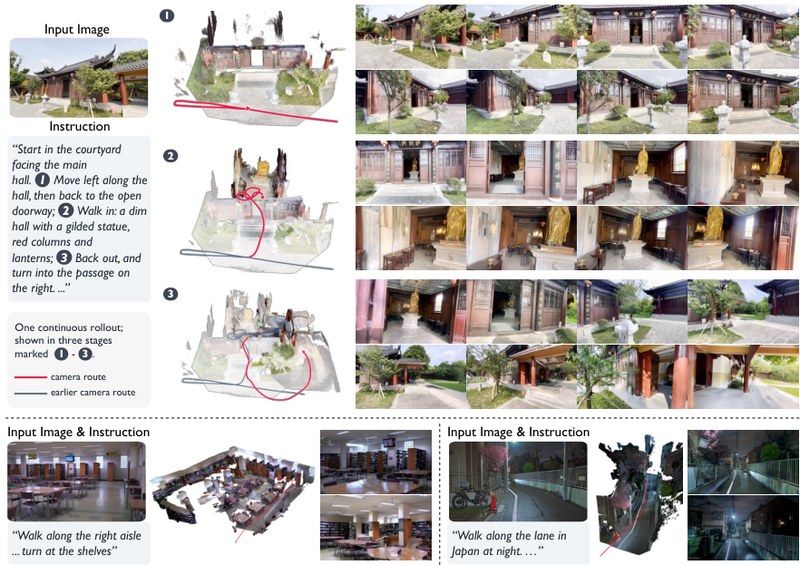 Input Image
Instruction
“Start in the courtyard
facing the main
hall. 1 Move left along the
hall, then back to the open
doorway; 2 Walk in: a dim
hall with a gilded statue,
red columns and
lanterns; 3 Back out, and
turn into the passage on
the right. ...”
One continuous rollout;
shown in three stages
marked 1 - 3.
camera route
earlier camera route
1
2
3
Input Image & Instruction
“Walk along the right aisle
... turn at the shelves”
Input Image & Instruction
“Walk along the lane in
Japan at night. . . .”